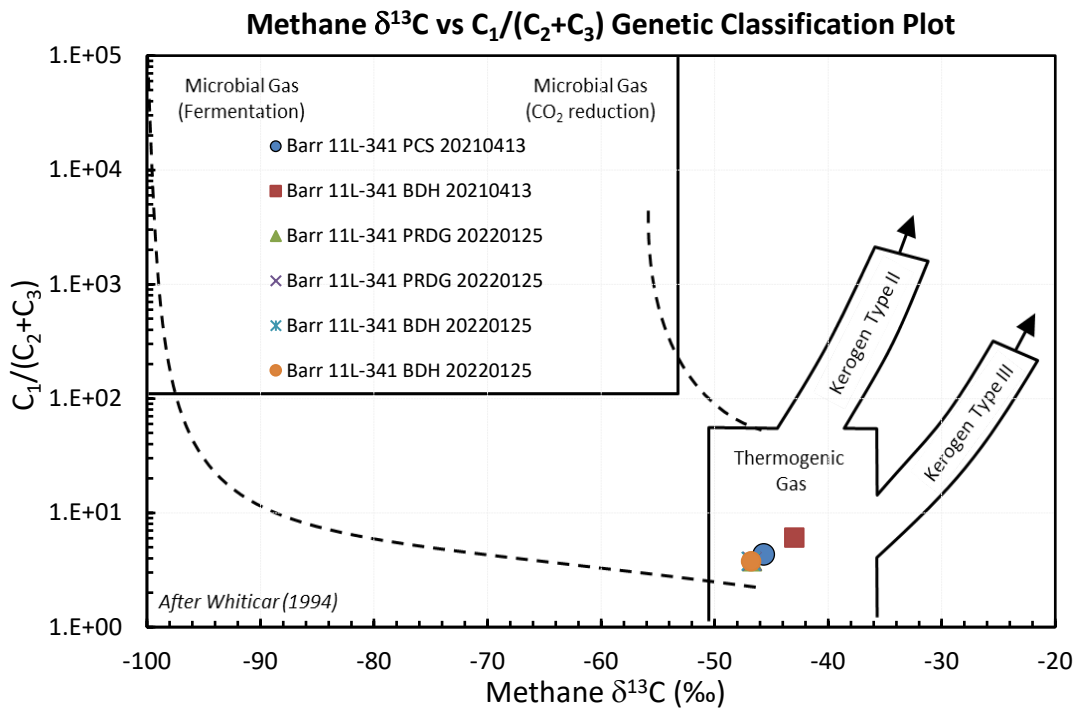 Methane δ¹³C vs C₁/(C₂+C₃) Genetic Classification Plot
1.E+05
1.E+04
1.E+03
1.E+02
1.E+01
1.E+00
C₁/(C₂+C₃)
Microbial Gas
(Fermentation)
Microbial Gas
(CO₂ reduction)
Barr 11L-341 PCS 20210413
Barr 11L-341 BDH 20210413
Barr 11L-341 PRDG 20220125
Barr 11L-341 PRDG 20220125
Barr 11L-341 BDH 20220125
Barr 11L-341 BDH 20220125
Kerogen Type II
Kerogen Type III
Thermogenic
Gas
After Whiticar (1994)
-100
-90
-80
-70
-60
-50
-40
-30
-20
Methane δ¹³C (‰)